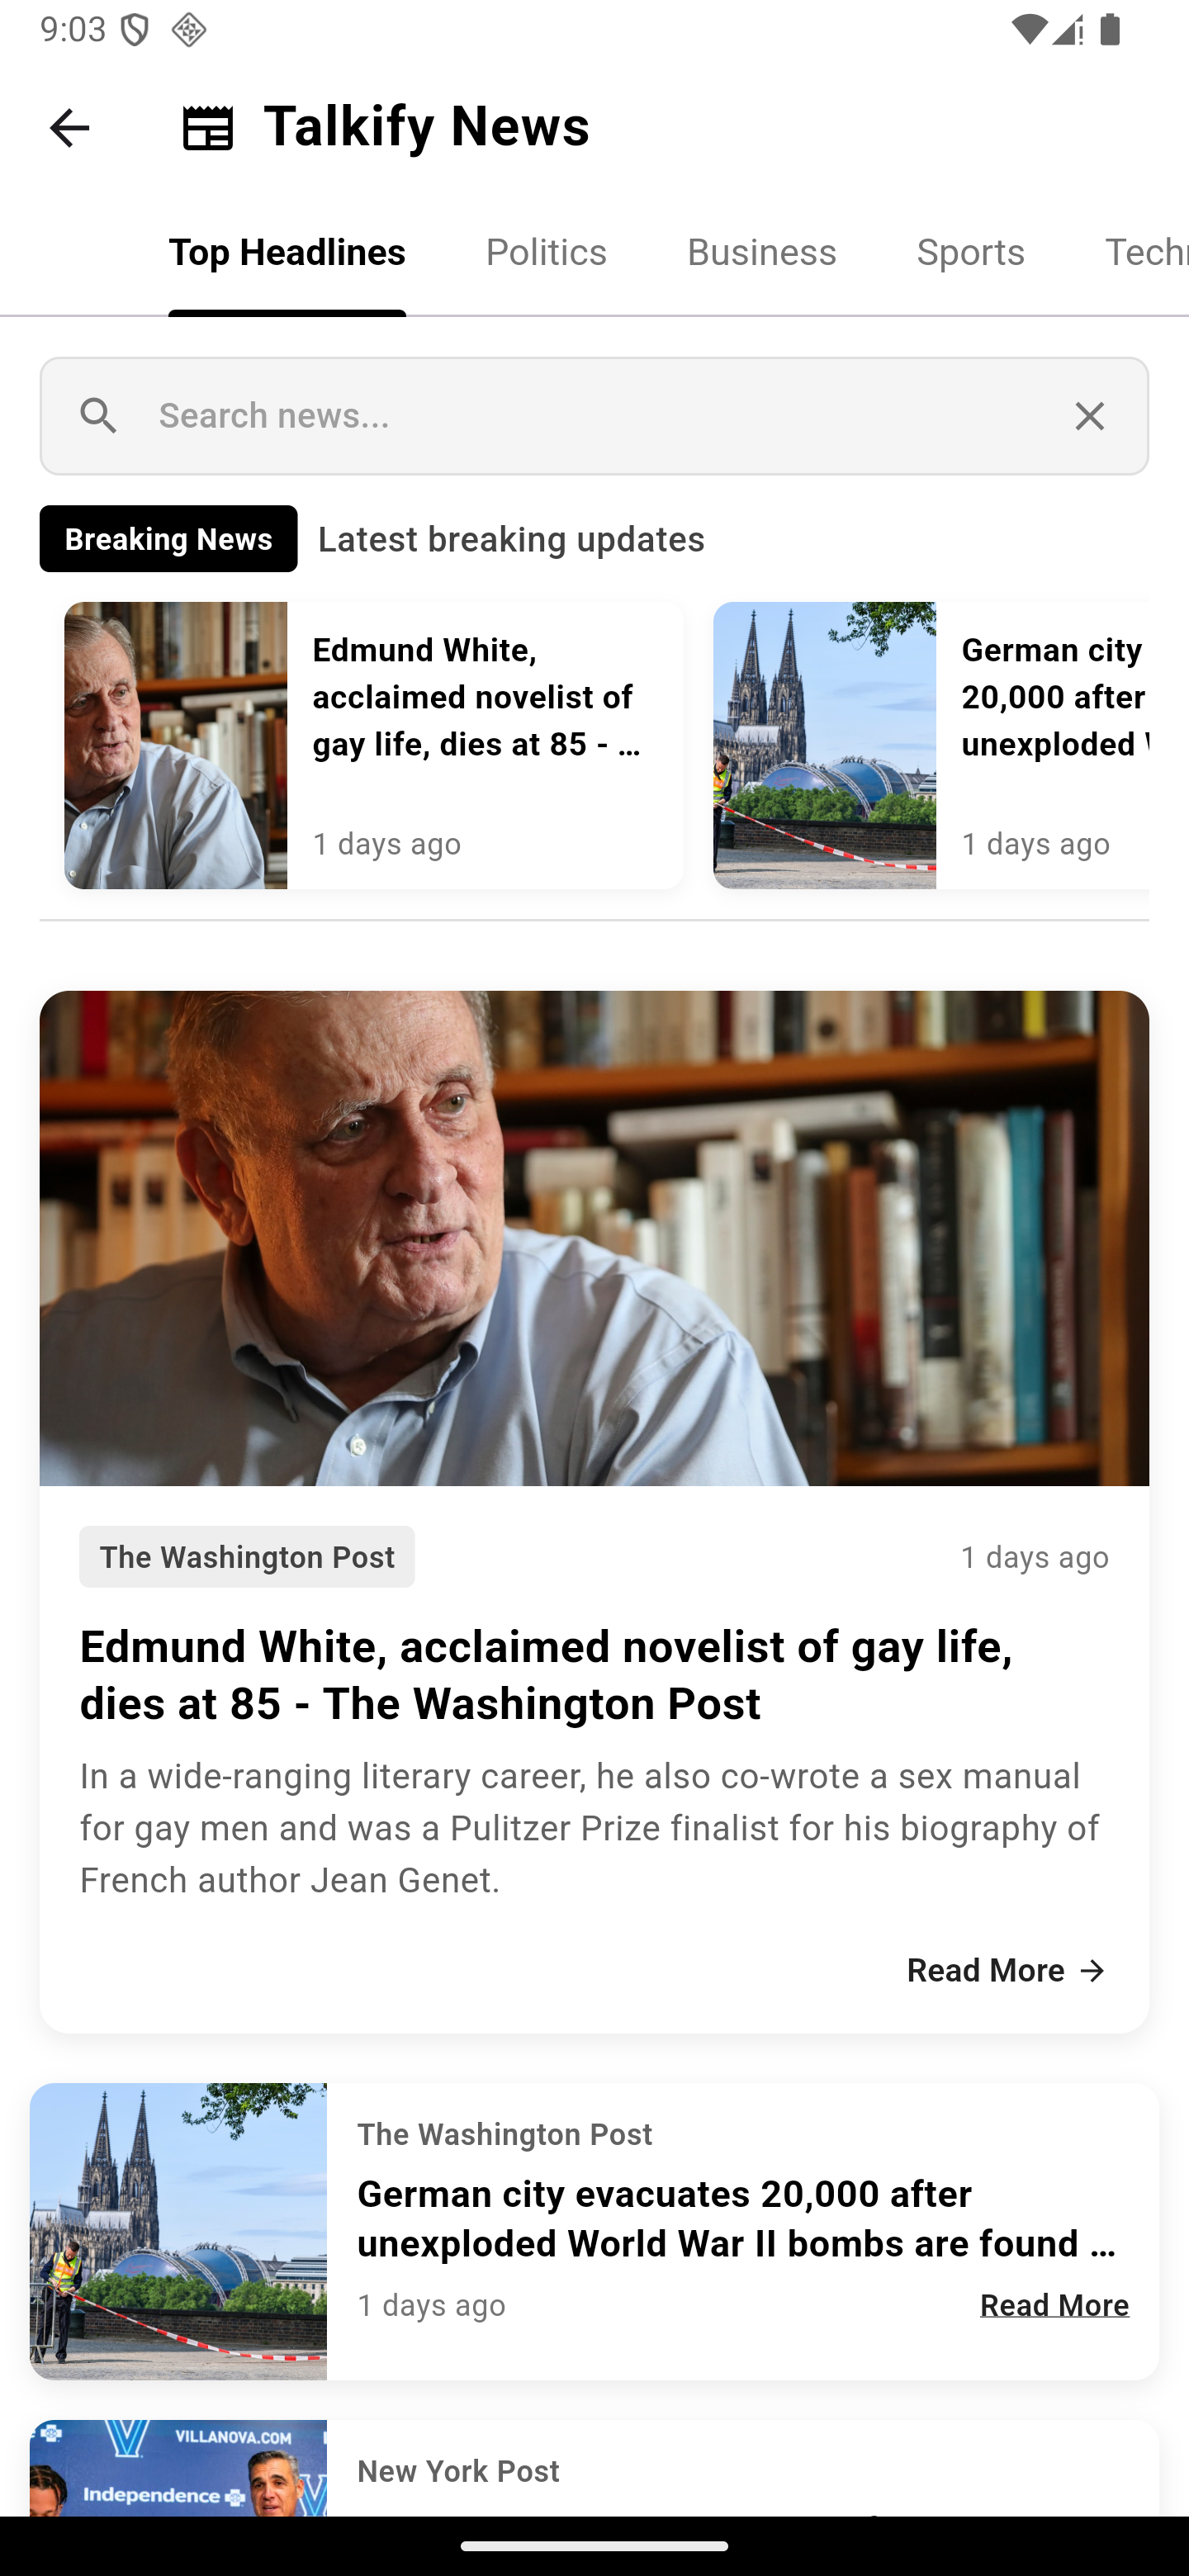 9:03
Talkify News
Top Headlines
Politics
Business
Sports
Techn
Search news...
Breaking News
Latest breaking updates
Edmund White,
acclaimed novelist of
gay life, dies at 85 - …
1 days ago
German city
20,000 after
unexploded
1 days ago
The Washington Post
1 days ago
Edmund White, acclaimed novelist of gay life,
dies at 85 - The Washington Post
In a wide-ranging literary career, he also co-wrote a sex manual
for gay men and was a Pulitzer Prize finalist for his biography of
French author Jean Genet.
Read More
The Washington Post
German city evacuates 20,000 after
unexploded World War II bombs are found …
1 days ago
Read More
VILLANOVA.COM
Independence
New York Post